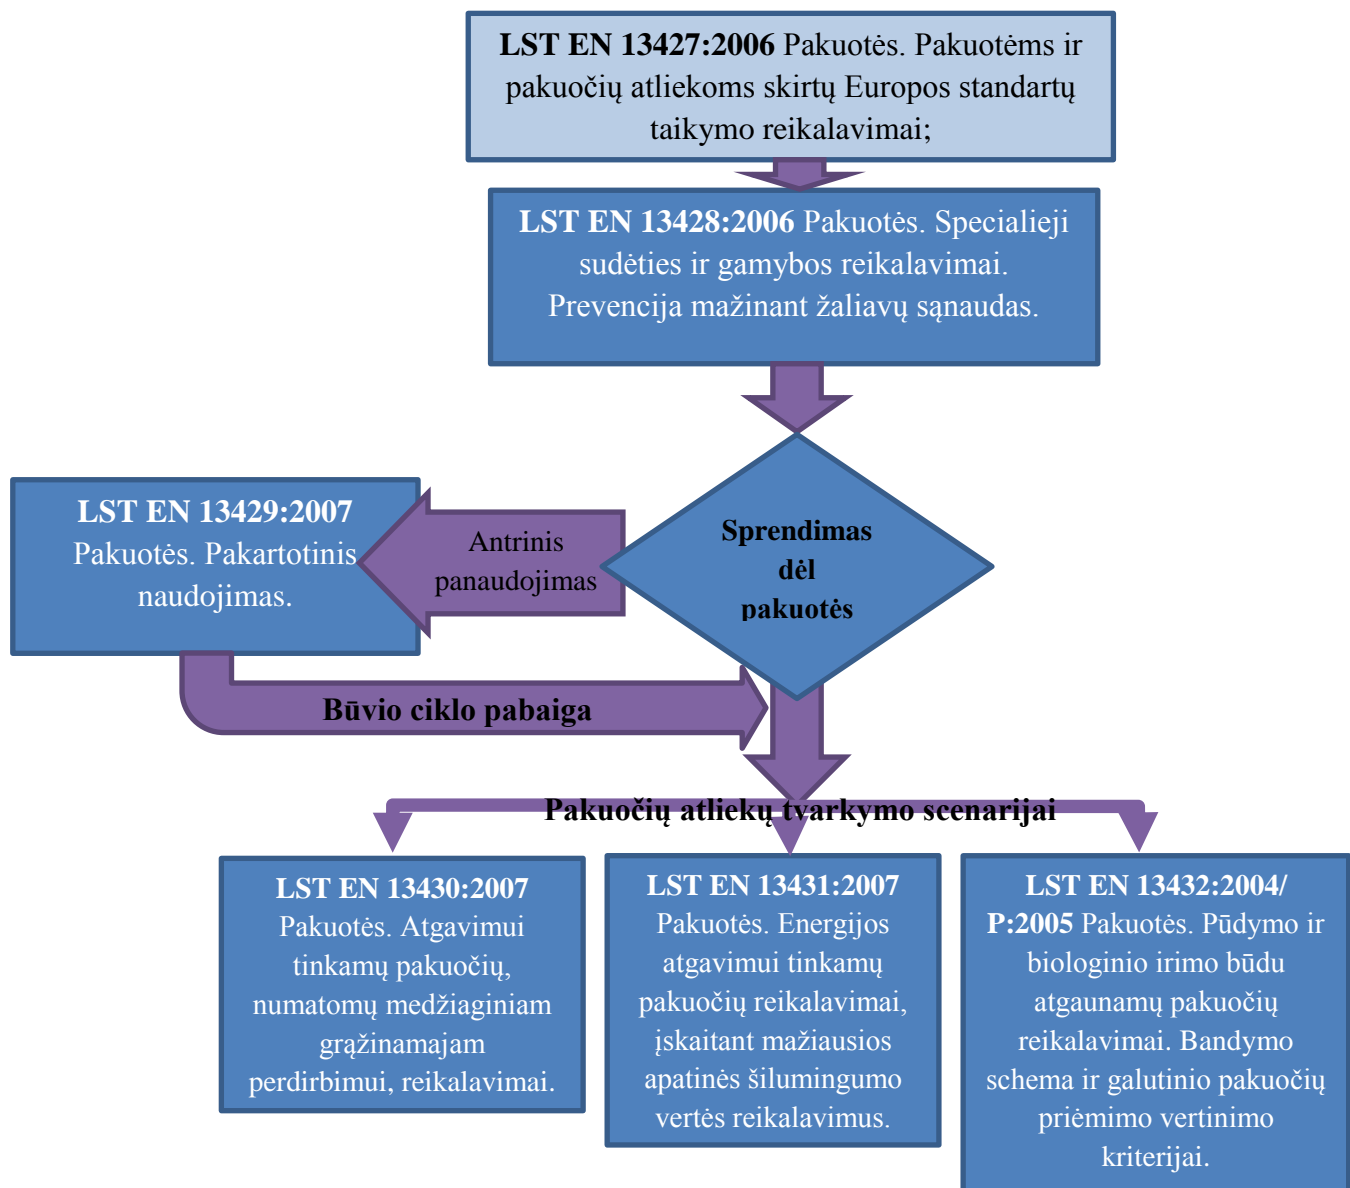 LST EN 13427:2006 Pakuotės. Pakuotėms ir
pakuočių atliekoms skirtų Europos standartų
taikymo reikalavimai;
LST EN 13428:2006 Pakuotės. Specialieji
sudėties ir gamybos reikalavimai.
Prevencija mažinant žaliavų sąnaudas.
Sprendimas
dėl
pakuotės
Antrinis
panaudojimas
LST EN 13429:2007
Pakuotės. Pakartotinis
naudojimas.
Būvio ciklo pabaiga
Pakuočių atliekų tvarkymo scenarijai
LST EN 13430:2007
Pakuotės. Atgavimui
tinkamų pakuočių,
numatomų medžiaginiam
grąžinamajam
perdirbimui, reikalavimai.
LST EN 13431:2007
Pakuotės. Energijos
atgavimui tinkamų
pakuočių reikalavimai,
įskaitant mažiausios
apatinės šilumingumo
vertės reikalavimus.
LST EN 13432:2004/
P:2005 Pakuotės. Pūdymo ir
biologinio irimo būdu
atgaunamų pakuočių
reikalavimai. Bandymo
schema ir galutinio pakuočių
priėmimo vertinimo
kriterijai.